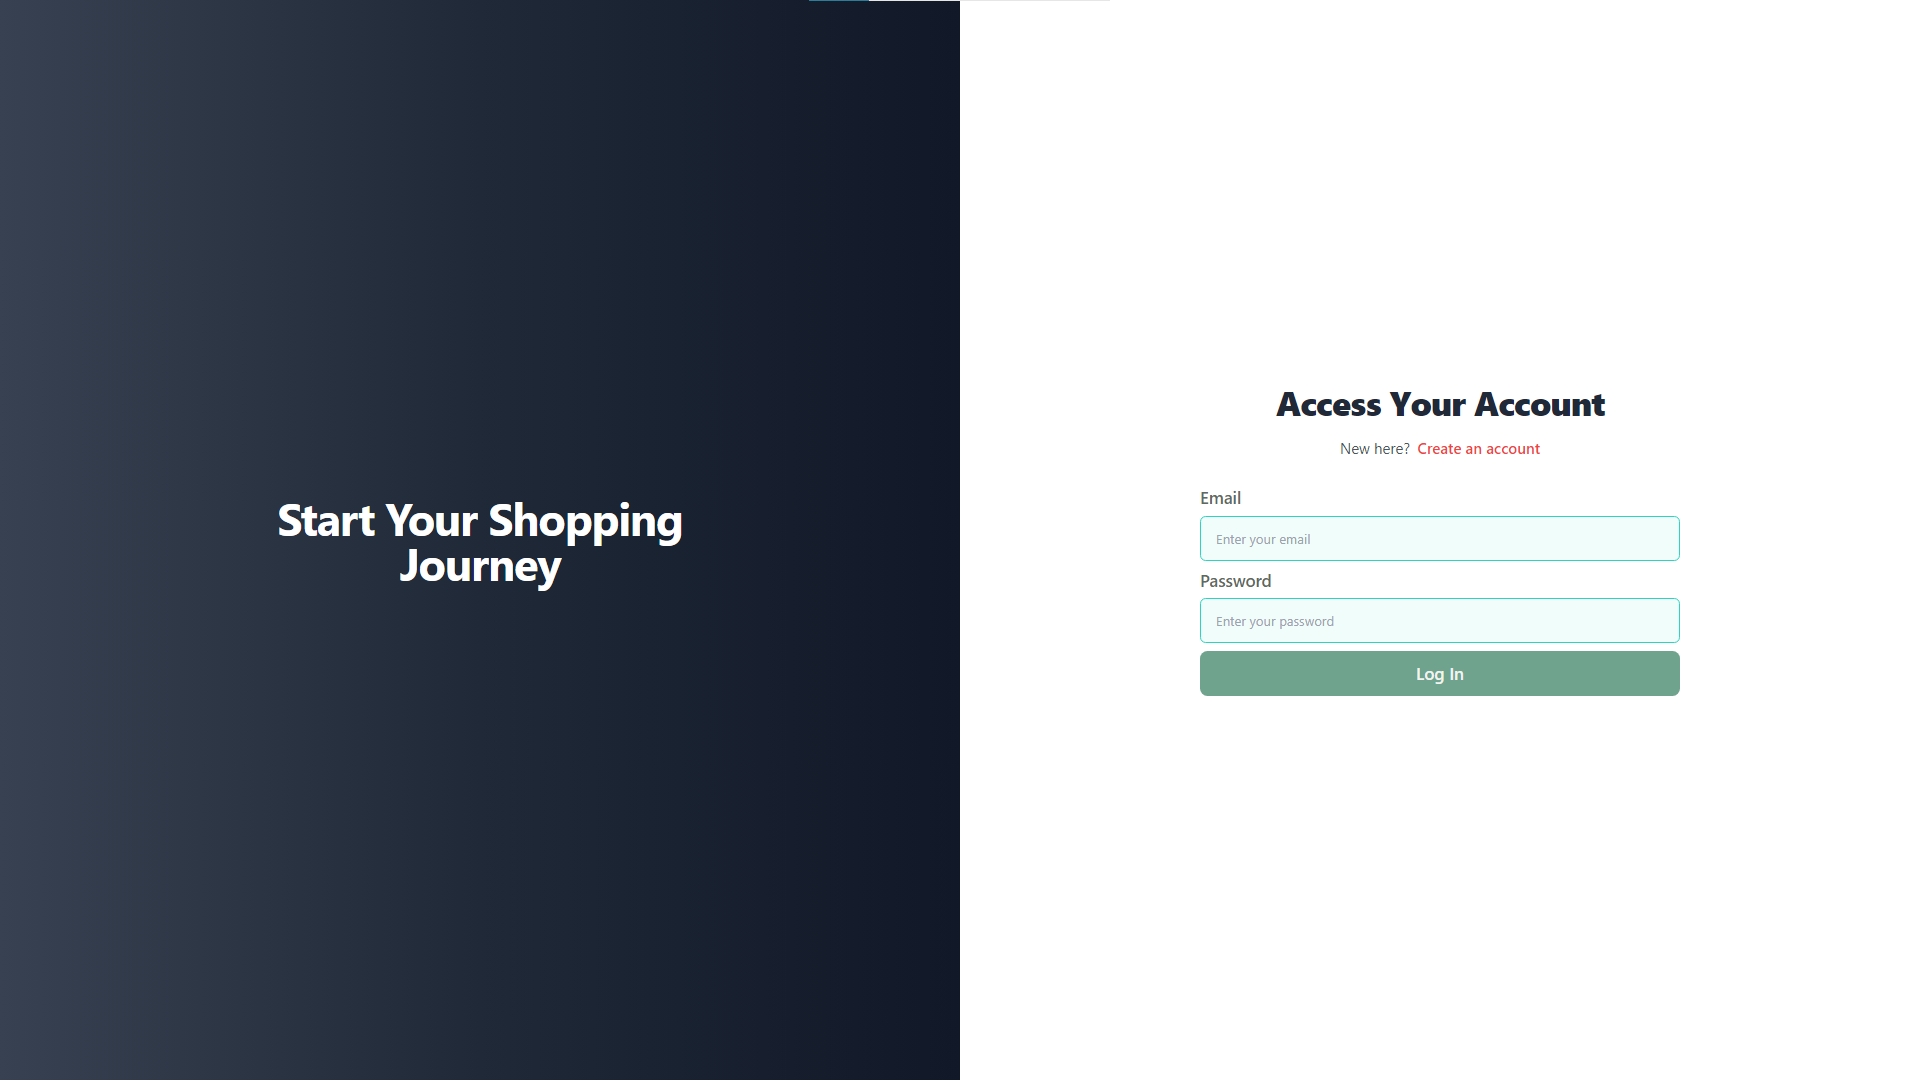 Start Your Shopping
Journey
Access Your Account
New here? Create an account
Email
Enter your email
Password
Enter your password
Log In